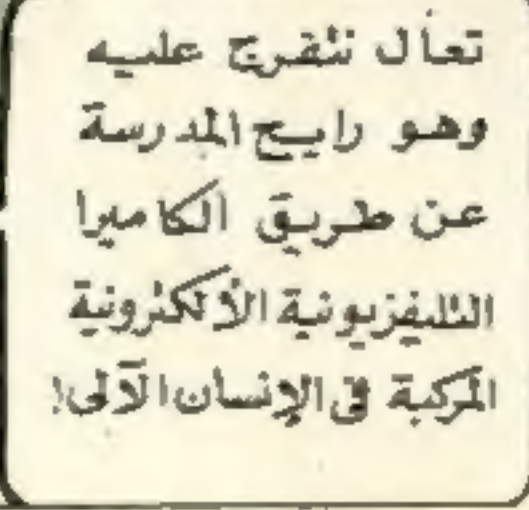 تعال نتفرج عليه
وهو رايح المدرسة
عن طريق الكاميرا
التليفزيونية الألكترونية
المركبة فى الإنسان الآلى!